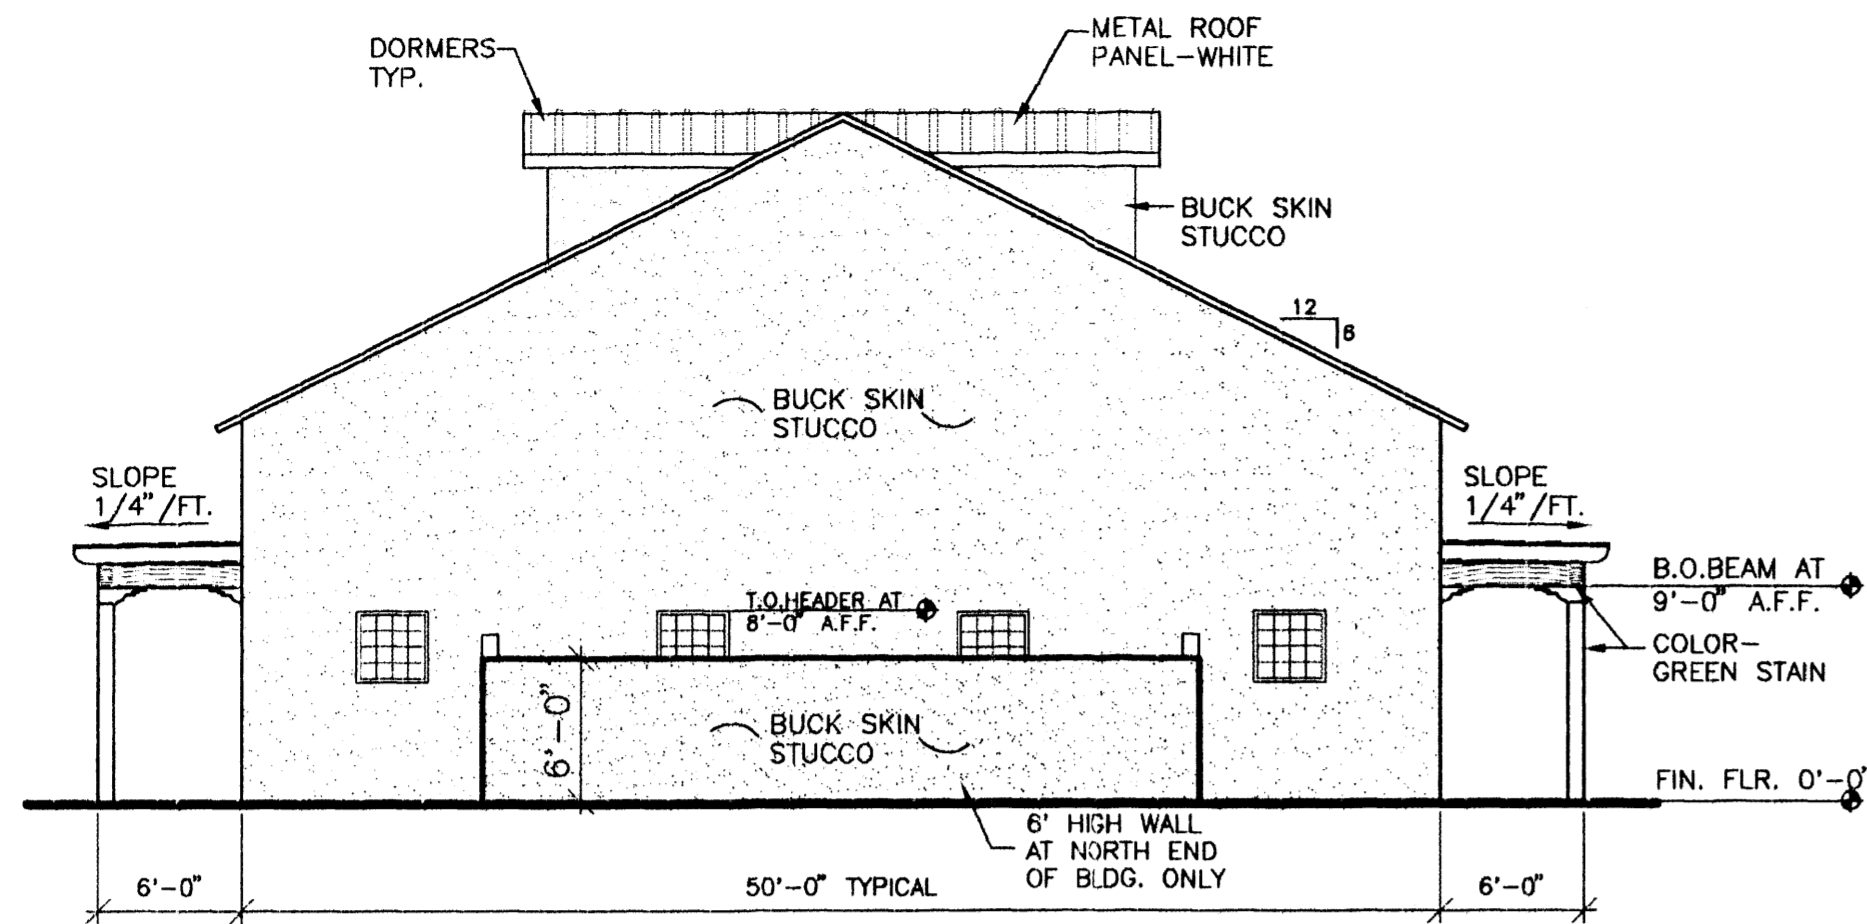 DORMERS
TYP.
METAL ROOF
PANEL-WHITE
BUCK SKIN
STUCCO
12
6
BUCK SKIN
STUCCO
SLOPE
1/4"/FT.
SLOPE
1/4"/FT.
B.O.BEAM AT
9'-0" A.F.F.
T.O.HEADER AT
8'-0" A.F.F.
COLOR-
GREEN STAIN
6'-0"
BUCK SKIN
STUCCO
FIN. FLR. 0'-0"
6' HIGH WALL
AT NORTH END
OF BLDG. ONLY
6'-0"
50'-0" TYPICAL
6'-0"